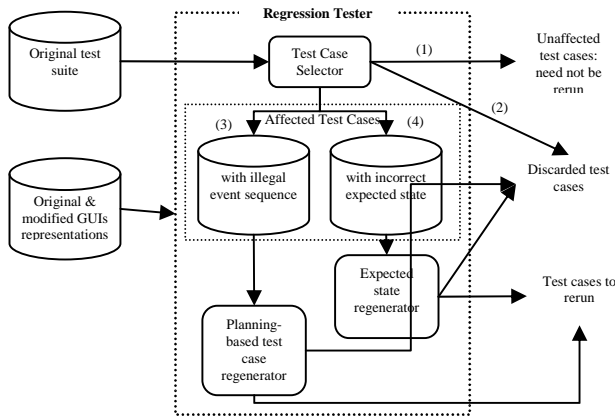 Regression Tester
Original test
suite
Test Case
Selector
(1)
Unaffected
test cases:
need not be
rerun
(2)
(3)
Affected Test Cases
(4)
with illegal
event sequence
with incorrect
expected state
Discarded test
cases
Original &
modified GUIs
representations
Expected
state
regenerator
Test cases to
rerun
Planning-
based test
case
regenerator